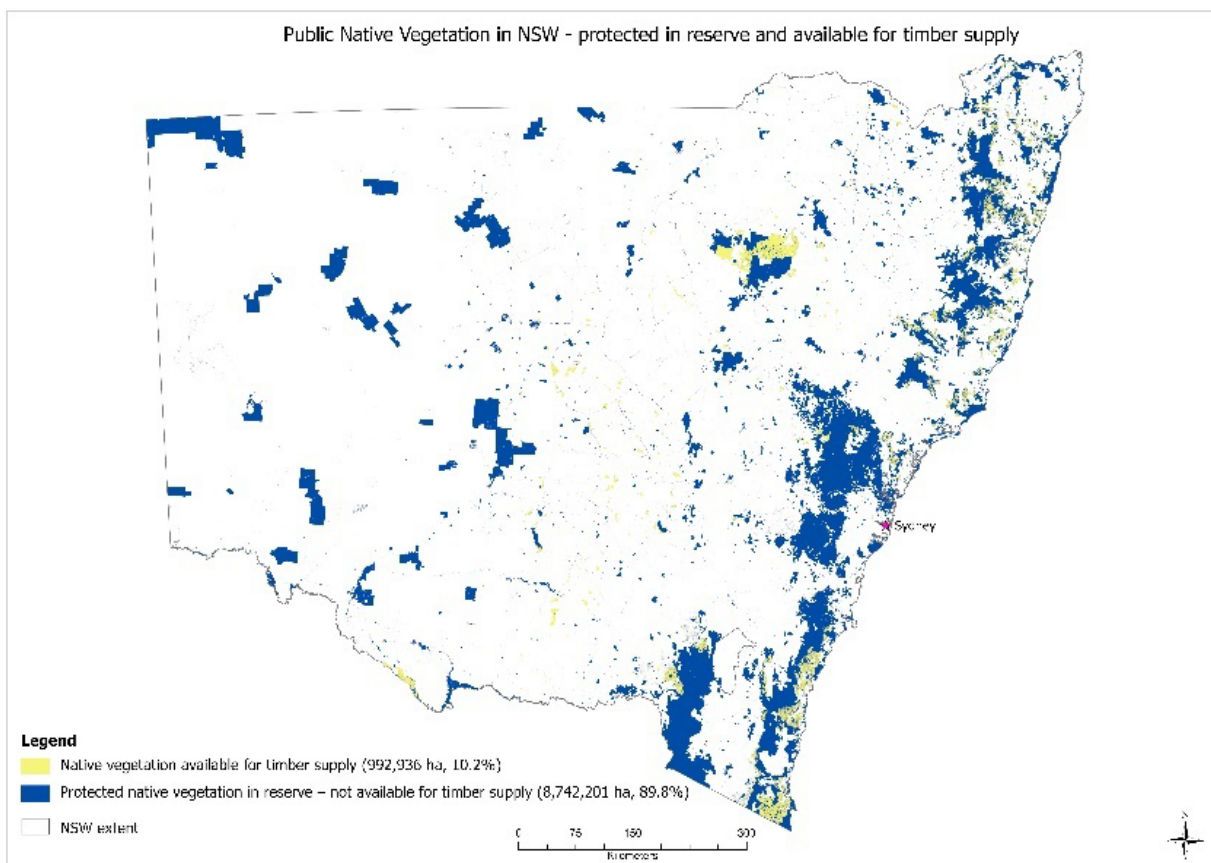 Public Native Vegetation in NSW - protected in reserve and available for timber supply
Sydney
Legend
Native vegetation available for timber supply (992,936 ha, 10.2%)
Protected native vegetation in reserve – not available for timber supply (8,742,201 ha, 89.8%)
NSW extent
0 75 150 300
Kilometers
N